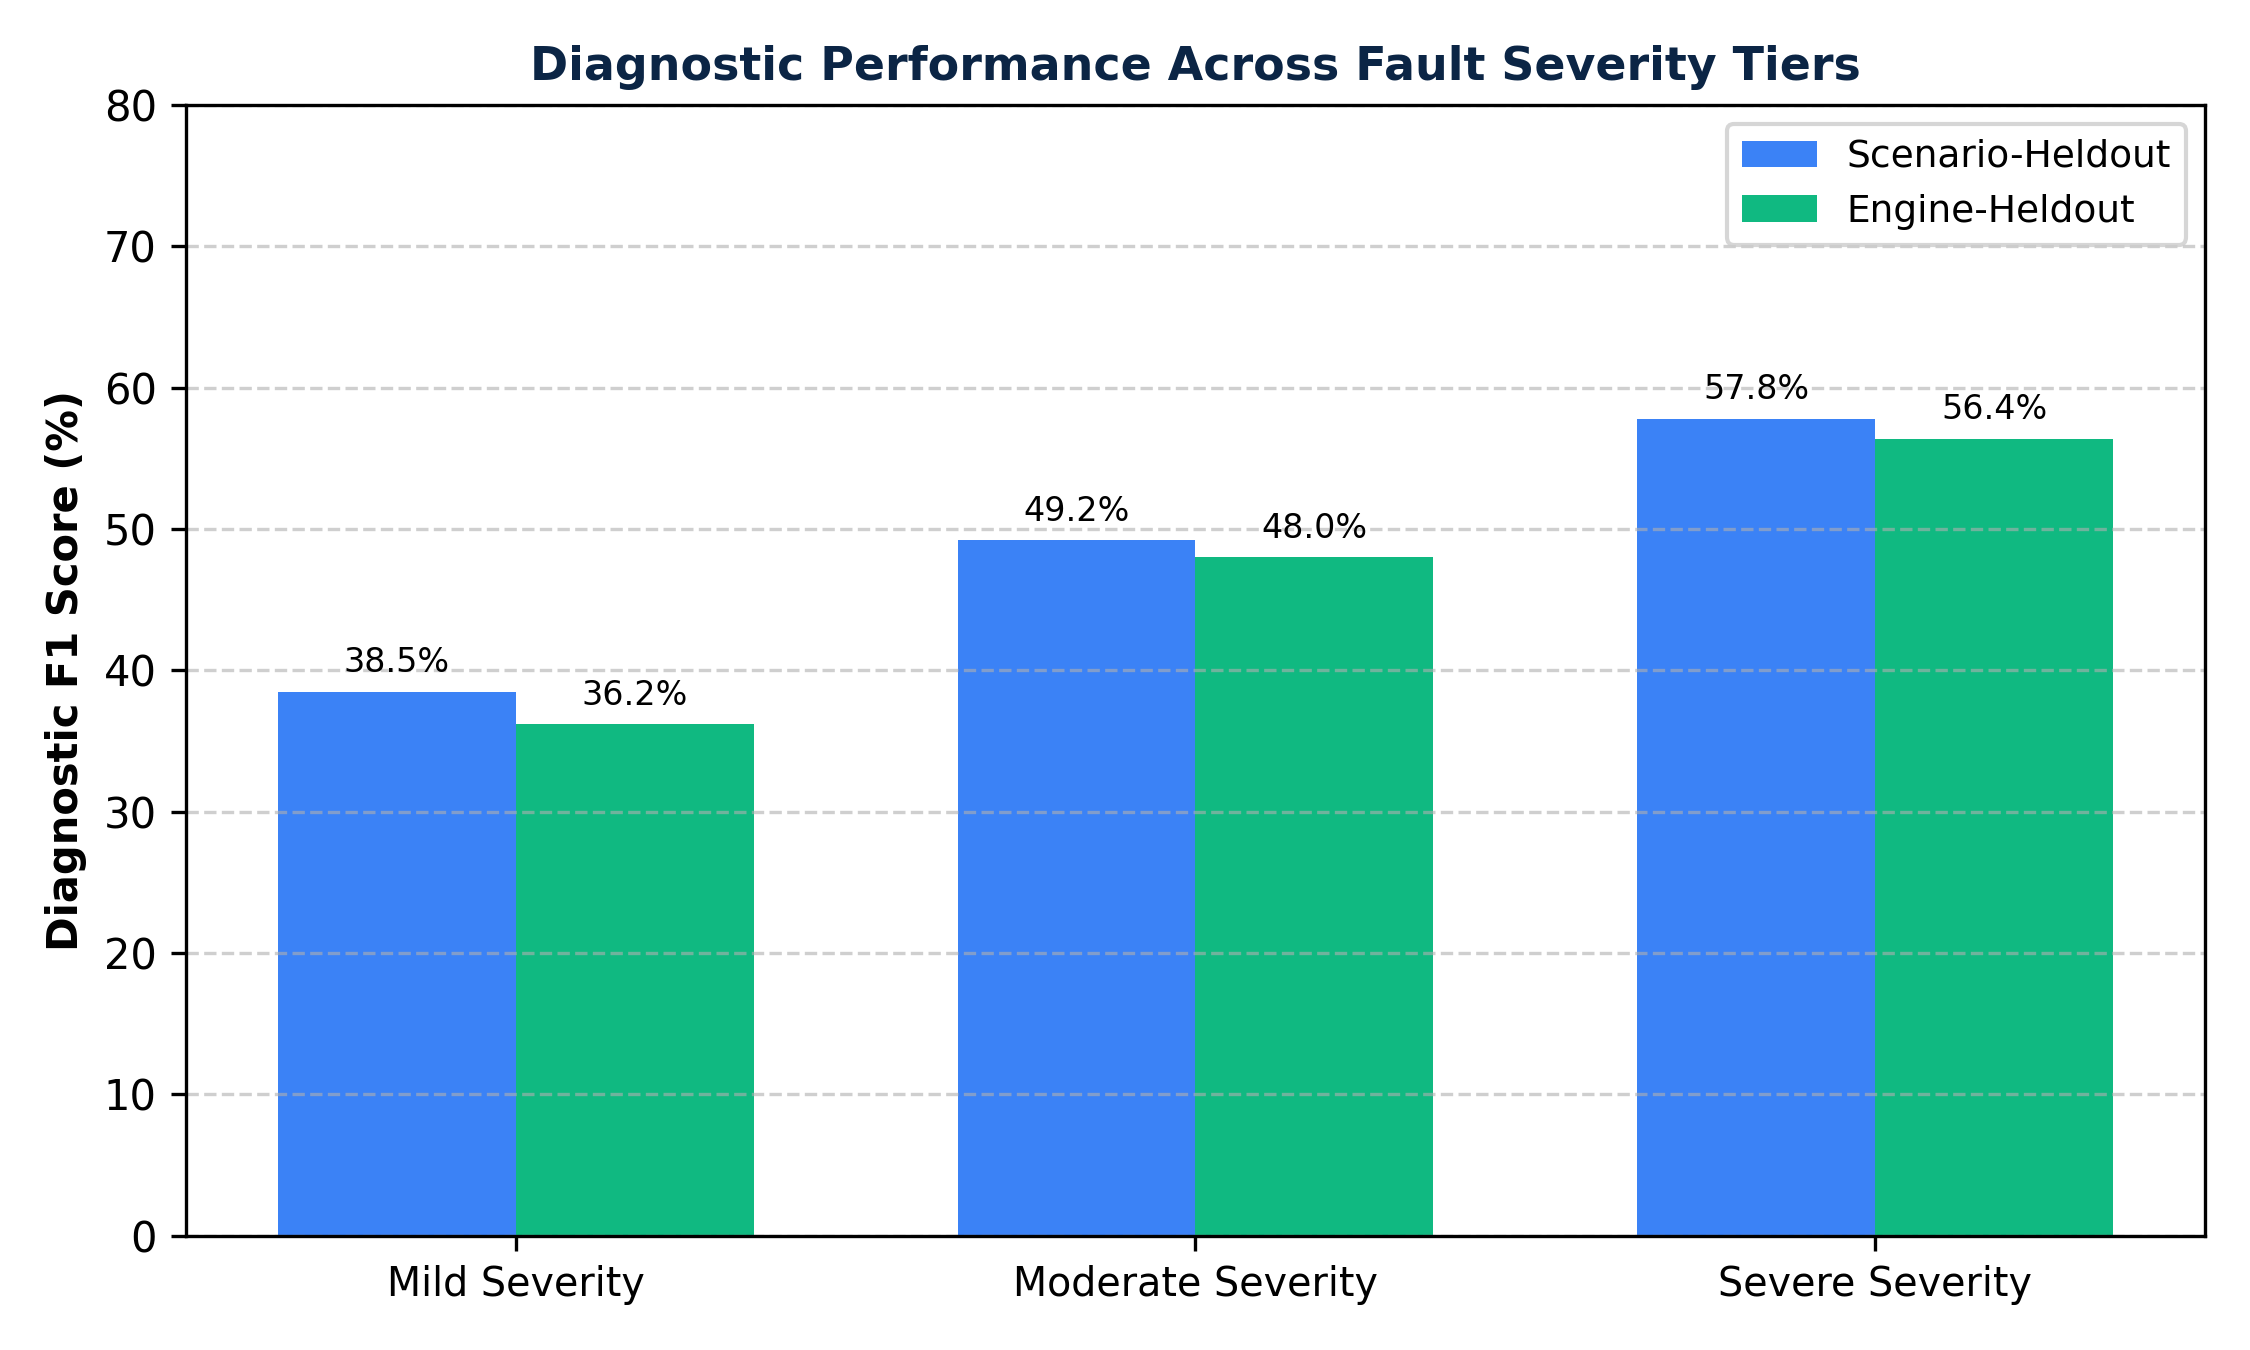 Diagnostic Performance Across Fault Severity Tiers
Scenario-Heldout
Engine-Heldout
Diagnostic F1 Score (%)
80
70
60
50
40
30
20
10
0
38.5%
36.2%
49.2%
48.0%
57.8%
56.4%
Mild Severity
Moderate Severity
Severe Severity